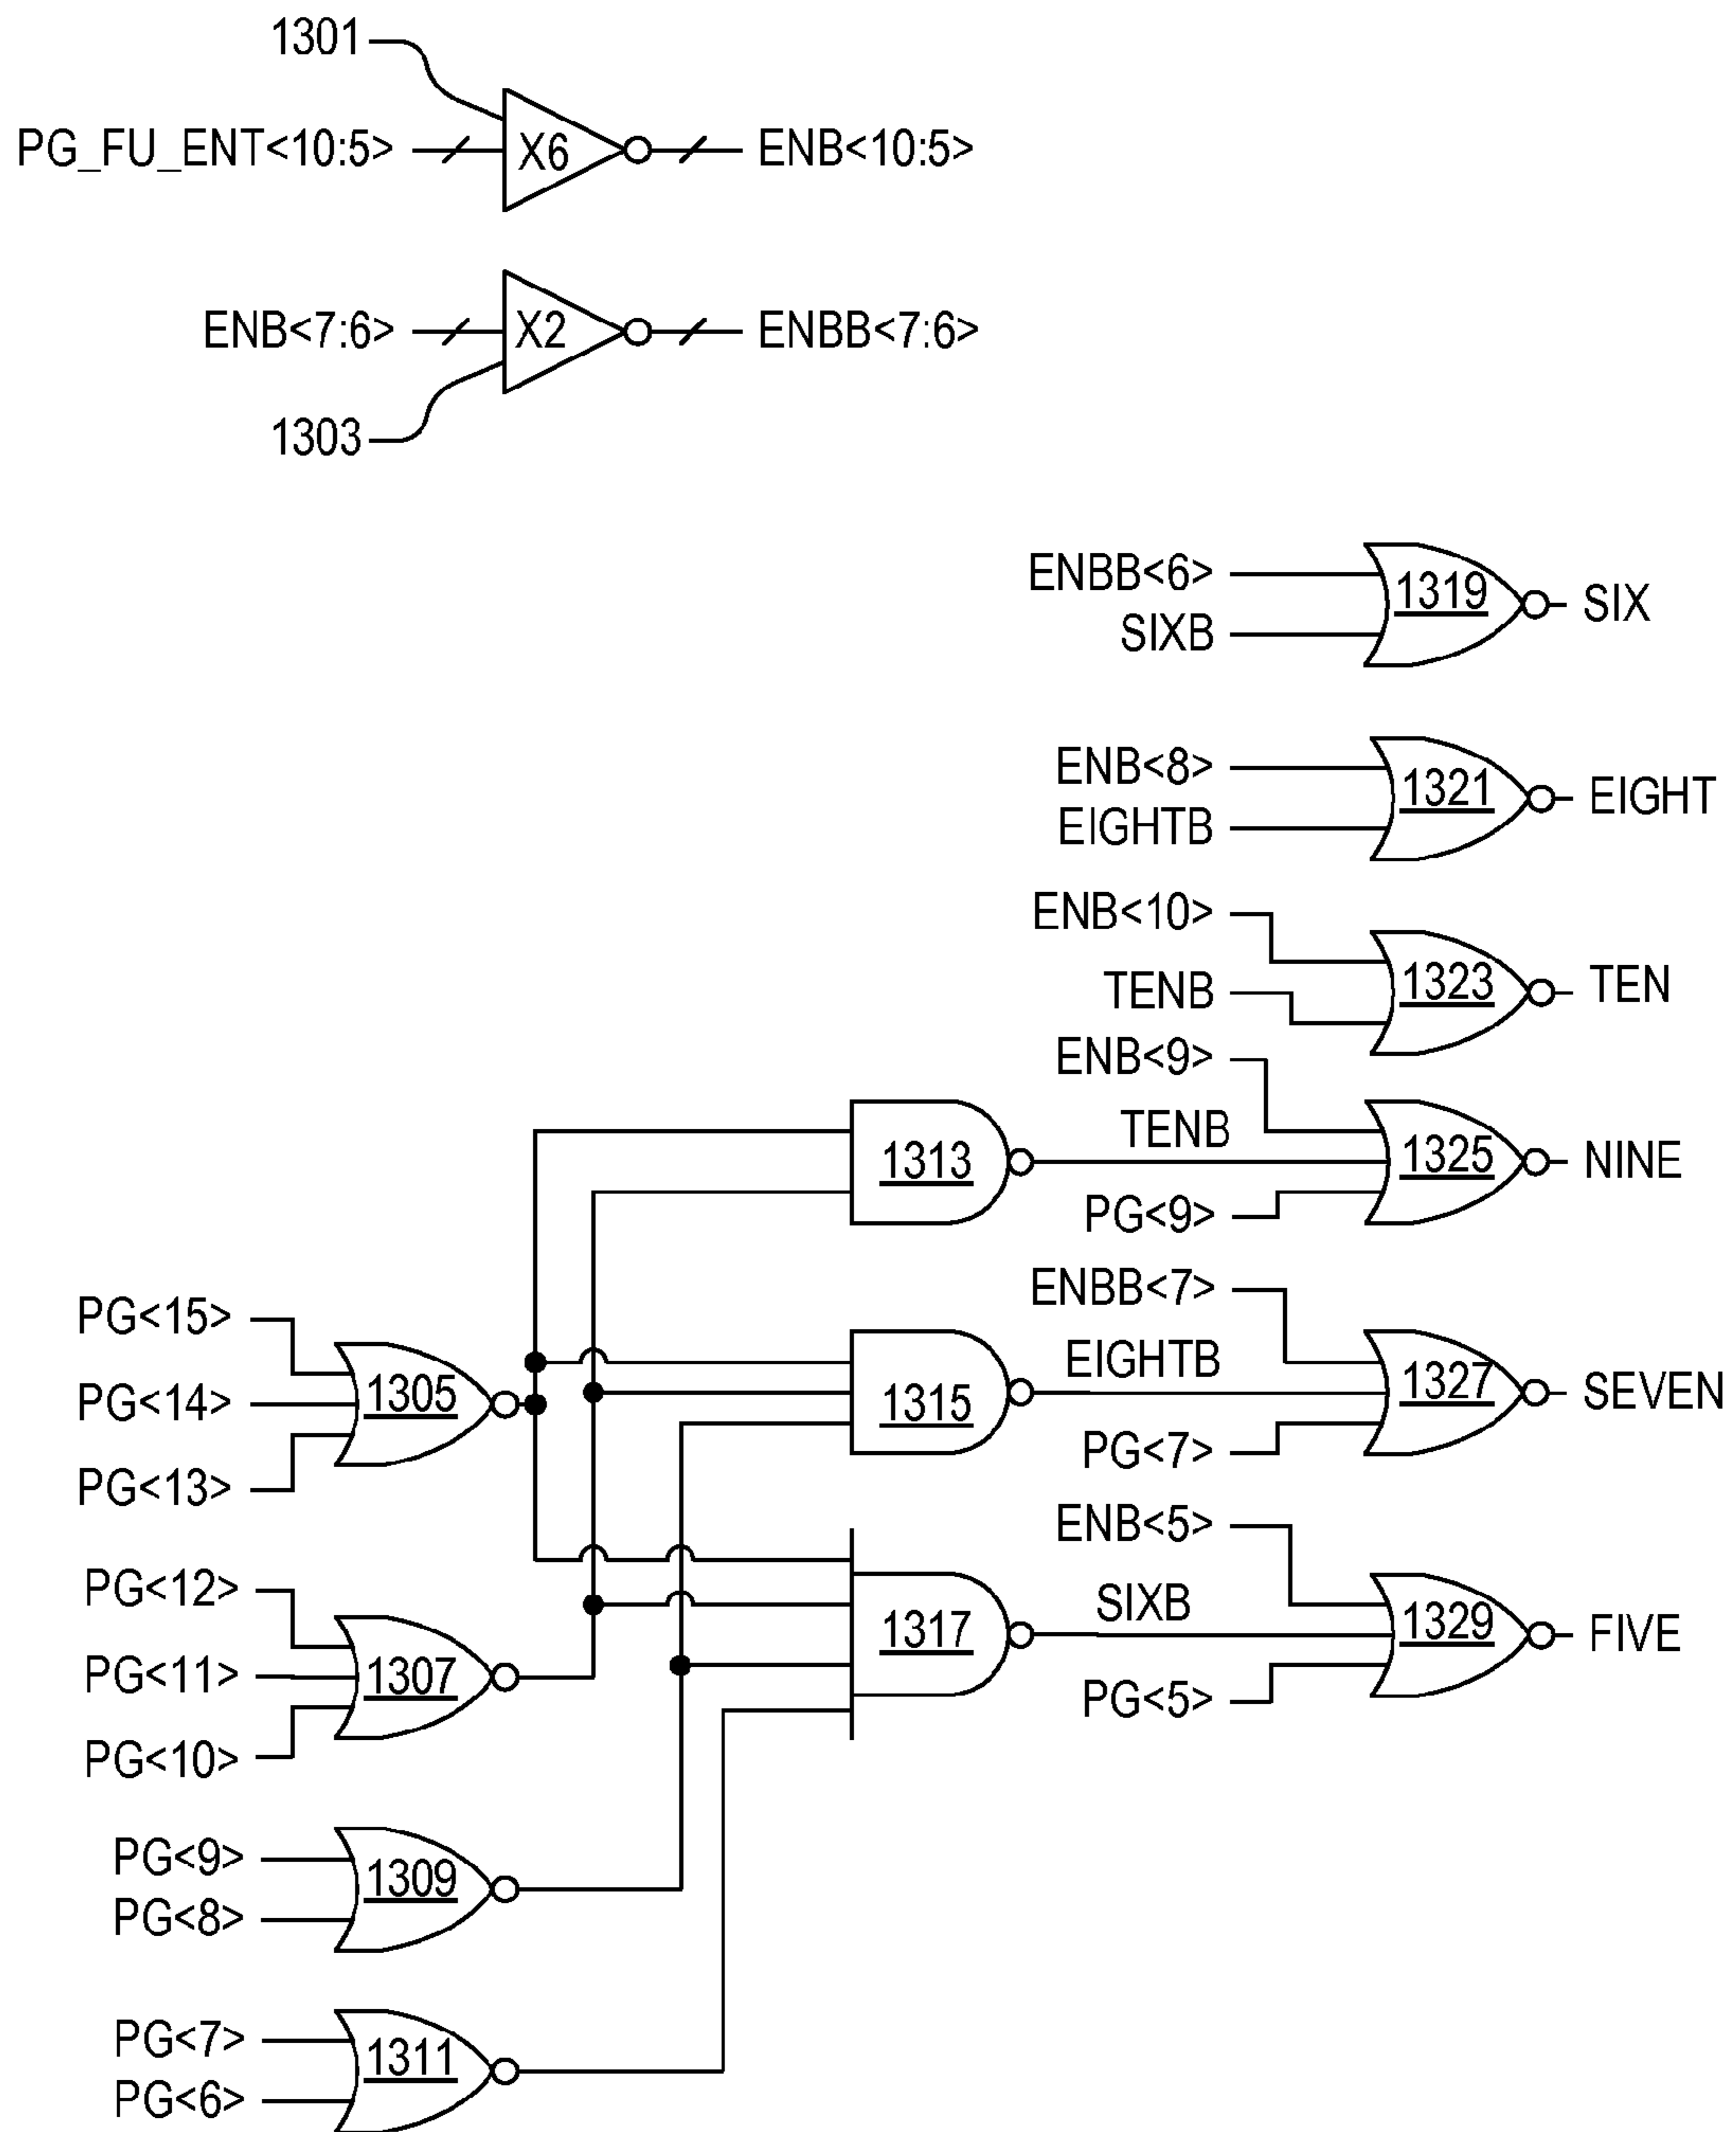 1301
PG_FU_ENT<10:5>
X6
ENB<10:5>
ENB<7:6>
X2
ENBB<7:6>
1303
ENBB<6>
SIXB
1319
SIX
ENB<8>
EIGHTB
1321
EIGHT
ENB<10>
TENB
1323
TEN
ENB<9>
TENB
1313
PG<9>
1325
NINE
ENBB<7>
EIGHTB
1315
PG<7>
1327
SEVEN
PG<15>
PG<14>
PG<13>
1305
ENB<5>
SIXB
1317
PG<5>
1329
FIVE
PG<12>
PG<11>
PG<10>
1307
PG<9>
PG<8>
1309
PG<7>
PG<6>
1311